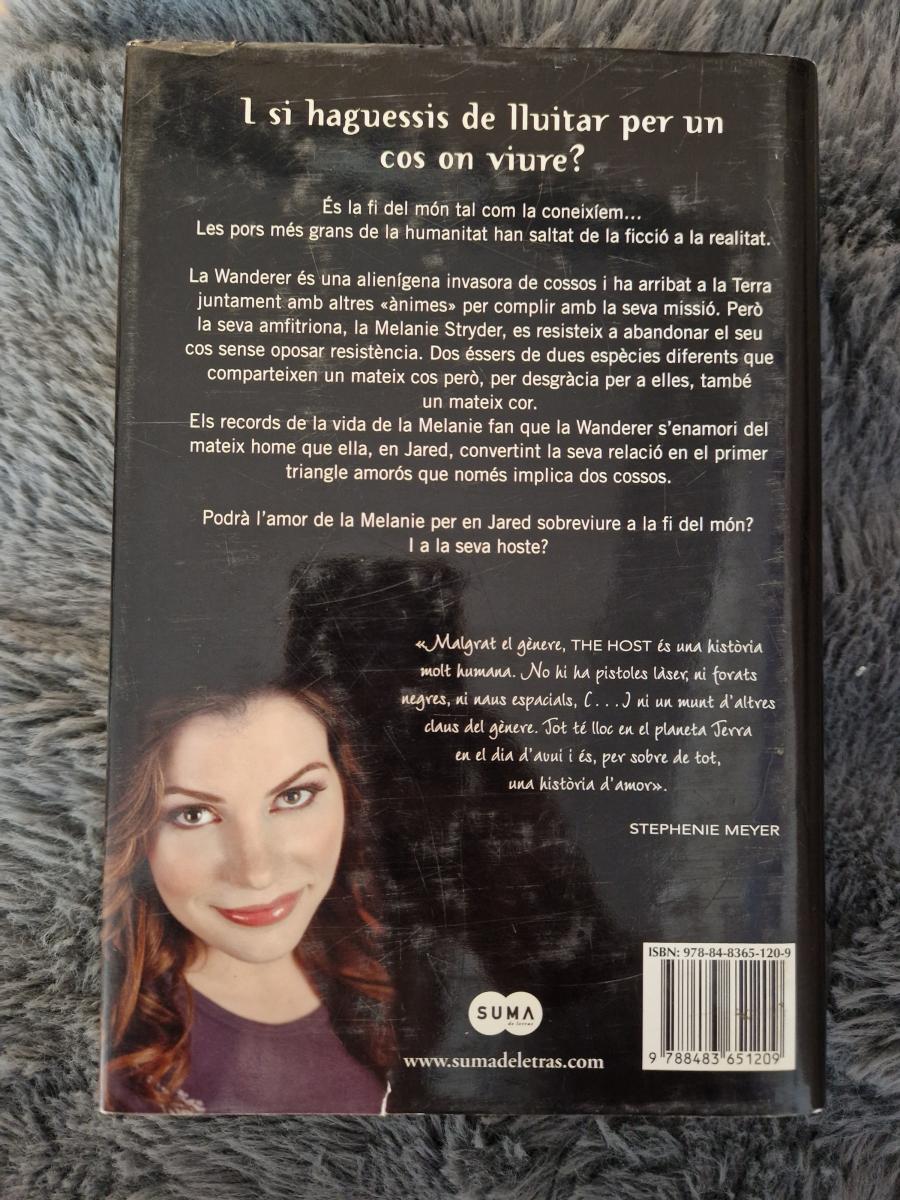 I si haguessis de lluitar per un
cos on viure?
És la fi del món tal com la coneixíem...
Les pors més grans de la humanitat han saltat de la ficció a la realitat.
La Wanderer és una alienígena invasora de cossos i ha arribat a la Terra
juntament amb altres «ànimes» per complir amb la seva missió. Però
la seva amfitriona, la Melanie Stryder, es resisteix a abandonar el seu
cos sense oposar resistència. Dos éssers de dues espècies diferents que
comparteixen un mateix cos però, per desgràcia per a elles, també
un mateix cor.
Els records de la vida de la Melanie fan que la Wanderer s'enamori del
mateix home que ella, en Jared, convertint la seva relació en el primer
triangle amorós que només implica dos cossos.
Podrà l'amor de la Melanie per en Jared sobreviure a la fi del món?
I a la seva hoste?
«Malgrat el gènere, THE HOST és una història
molt humana. No hi ha pistoles làser, ni forats
negres, ni naus espacials, [...] ni un munt d'altres
claus del gènere. Tot té lloc en el planeta Terra
en el dia d'avui i és, per sobre de tot,
una història d'amor».
STEPHENIE MEYER
ISBN: 978-84-8365-120-9
SUMA
de letras
www.sumadeletras.com
9 788483 651209